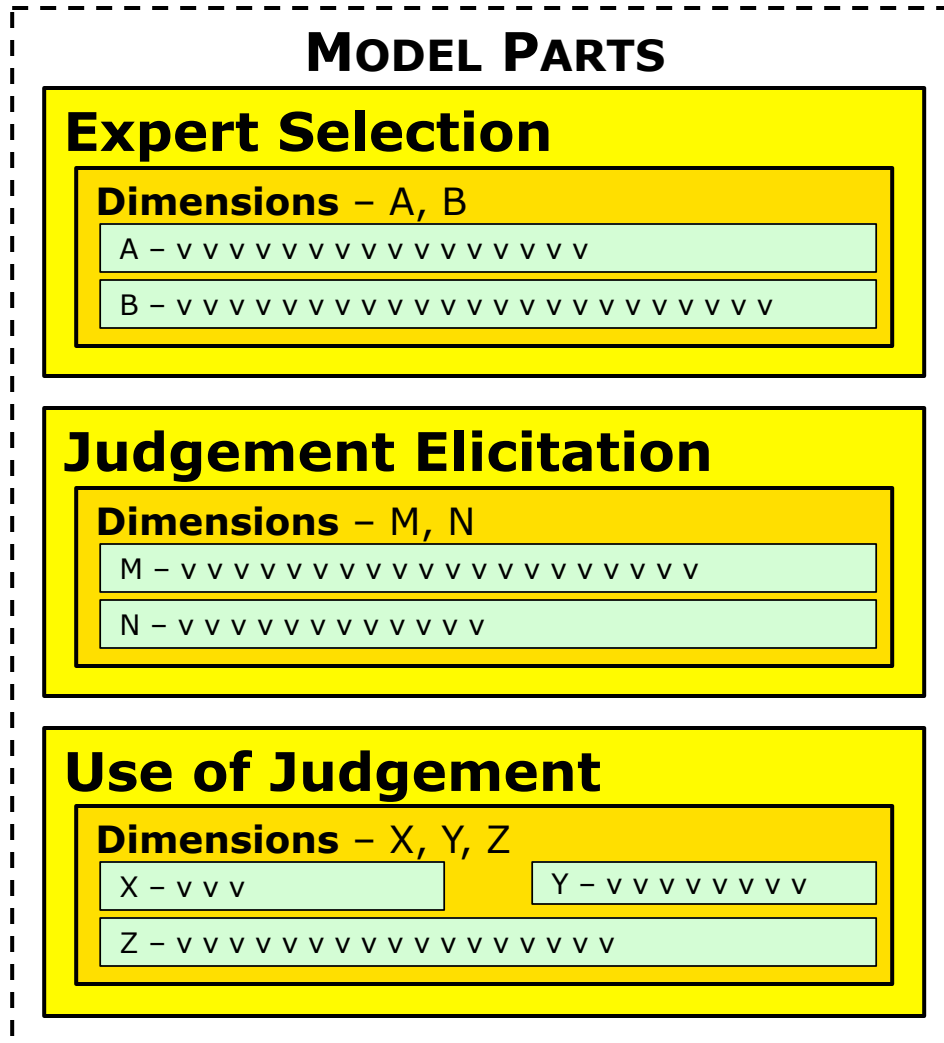 MODEL PARTS
Expert Selection
Dimensions – A, B
A – v v v v v v v v v v v v v v v v
B – v v v v v v v v v v v v v v v v v v v v v v v
Judgement Elicitation
Dimensions – M, N
M – v v v v v v v v v v v v v v v v v v v v
N – v v v v v v v v v v v v
Use of Judgement
Dimensions – X, Y, Z
X – v v v
Y – v v v v v v v v
Z – v v v v v v v v v v v v v v v v v